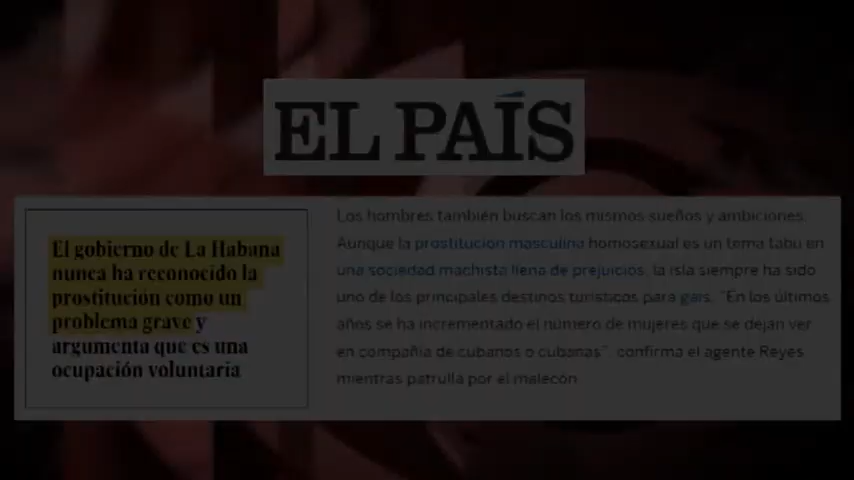 EL PAÍS
El gobierno de La Habana
nunca ha reconocido la
prostitución como un
problema grave y
argumenta que es una
ocupación voluntaria
Los hombres también buscan los mismos sueños y ambiciones.
Aunque la prostitución masculina homosexual es un tema tabú en
una sociedad machista llena de prejuicios, la isla siempre ha sido
uno de los principales destinos turísticos para gais. "En los últimos
años se ha incrementado el número de mujeres que se dejan ver
en compañía de cubanos o cubanas", confirma el agente Reyes
mientras patrulla por el malecón.